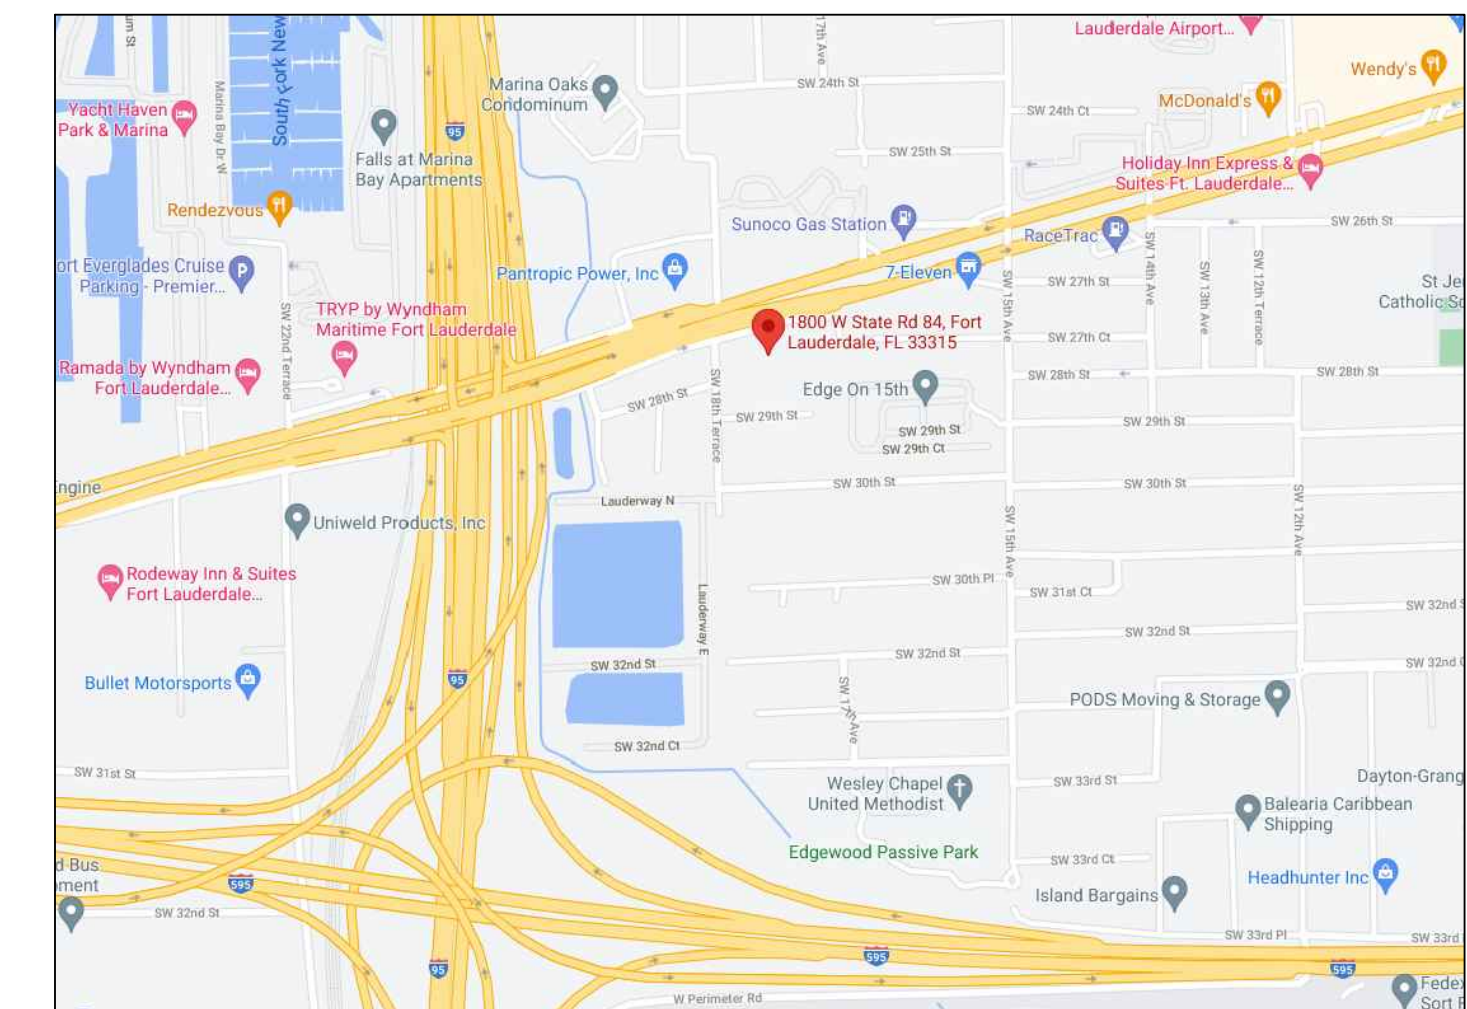 um St
South Fork New
17th Ave
Lauderdale Airport...
Wendy's
Marina Oaks
Condominum
SW 24th St
McDonald's
Yacht Haven
Park & Marina
Marina Bay Dr W
95
SW 24th Ct
Falls at Marina
Bay Apartments
SW 25th St
Holiday Inn Express &
Suites Ft. Lauderdale...
Rendezvous
Sunoco Gas Station
RaceTrac
SW 26th St
ort Everglades Cruise
Parking - Premier...
P
Pantropic Power, Inc
7-Eleven
SW 15th Ave
SW 27th St
SW 14th Ave
SW 13th Ave
SW 12th Terrace
St Je
Catholic Sc
SW 22nd Terrace
TRYP by Wyndham
Maritime Fort Lauderdale
1800 W State Rd 84, Fort
Lauderdale, FL 33315
SW 27th Ct
Ramada by Wyndham
Fort Lauderdale...
Edge On 15th
SW 28th St
SW 28th St
SW 28th St
SW 18th Terrace
SW 29th St
SW 29th St
SW 29th Ct
SW 29th St
Engine
SW 30th St
SW 30th St
Lauderway N
Uniweld Products, Inc
SW 15th Ave
SW 12th Ave
Rodeway Inn & Suites
Fort Lauderdale...
SW 30th Pl
SW 31st Ct
Lauderway E
SW 32nd S
SW 32nd St
SW 32nd St
SW 32nd St
SW 32nd C
Bullet Motorsports
95
SW 17th Ave
PODS Moving & Storage
SW 32nd Ct
SW 31st St
Wesley Chapel
United Methodist
SW 33rd St
Dayton-Grang
Balearia Caribbean
Shipping
Edgewood Passive Park
SW 33rd Ct
d Bus
oment
595
Island Bargains
Headhunter Inc
SW 32nd St
SW 33rd Pl
SW 33rd
595
95
595
W Perimeter Rd
Fedex
Sort F